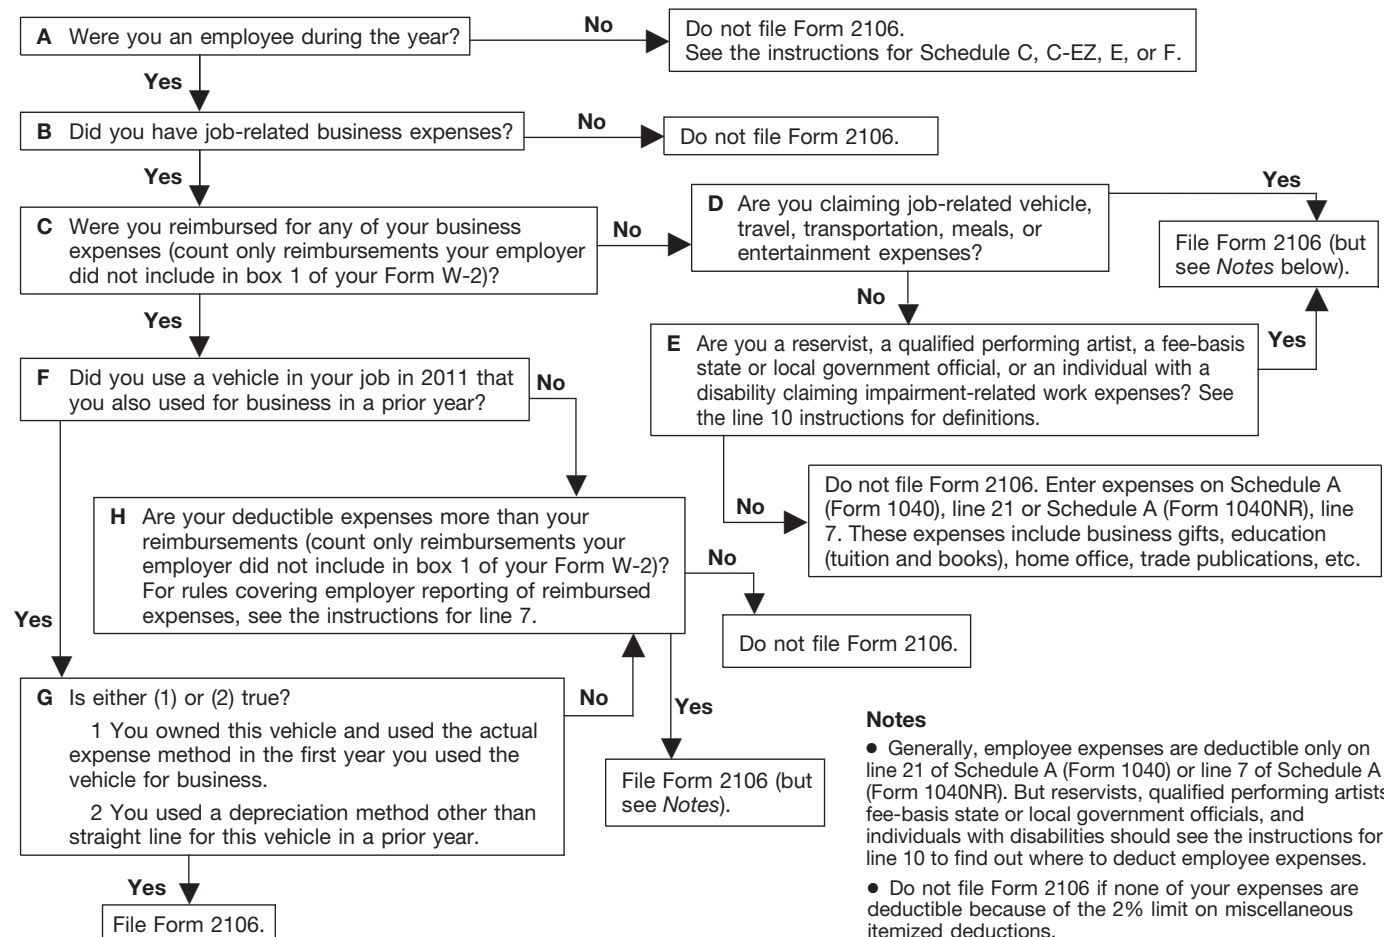 A Were you an employee during the year?
No
Do not file Form 2106.
See the instructions for Schedule C, C-EZ, E, or F.
Yes
B Did you have job-related business expenses?
No
Do not file Form 2106.
Yes
C Were you reimbursed for any of your business
expenses (count only reimbursements your employer
did not include in box 1 of your Form W-2)?
No
D Are you claiming job-related vehicle,
travel, transportation, meals, or
entertainment expenses?
Yes
File Form 2106 (but
see Notes below).
No
Yes
E Are you a reservist, a qualified performing artist, a fee-basis
state or local government official, or an individual with a
disability claiming impairment-related work expenses? See
the line 10 instructions for definitions.
Yes
F Did you use a vehicle in your job in 2011 that
you also used for business in a prior year?
No
No
Do not file Form 2106. Enter expenses on Schedule A
(Form 1040), line 21 or Schedule A (Form 1040NR), line
7. These expenses include business gifts, education
(tuition and books), home office, trade publications, etc.
H Are your deductible expenses more than your
reimbursements (count only reimbursements your
employer did not include in box 1 of your Form W-2)?
For rules covering employer reporting of reimbursed
expenses, see the instructions for line 7.
No
Do not file Form 2106.
Yes
G Is either (1) or (2) true?
1 You owned this vehicle and used the actual
expense method in the first year you used the
vehicle for business.
2 You used a depreciation method other than
straight line for this vehicle in a prior year.
No
Yes
File Form 2106 (but
see Notes).
Yes
File Form 2106.
Notes
● Generally, employee expenses are deductible only on
line 21 of Schedule A (Form 1040) or line 7 of Schedule A
(Form 1040NR). But reservists, qualified performing artists
fee-basis state or local government officials, and
individuals with disabilities should see the instructions for
line 10 to find out where to deduct employee expenses.
● Do not file Form 2106 if none of your expenses are
deductible because of the 2% limit on miscellaneous
itemized deductions.